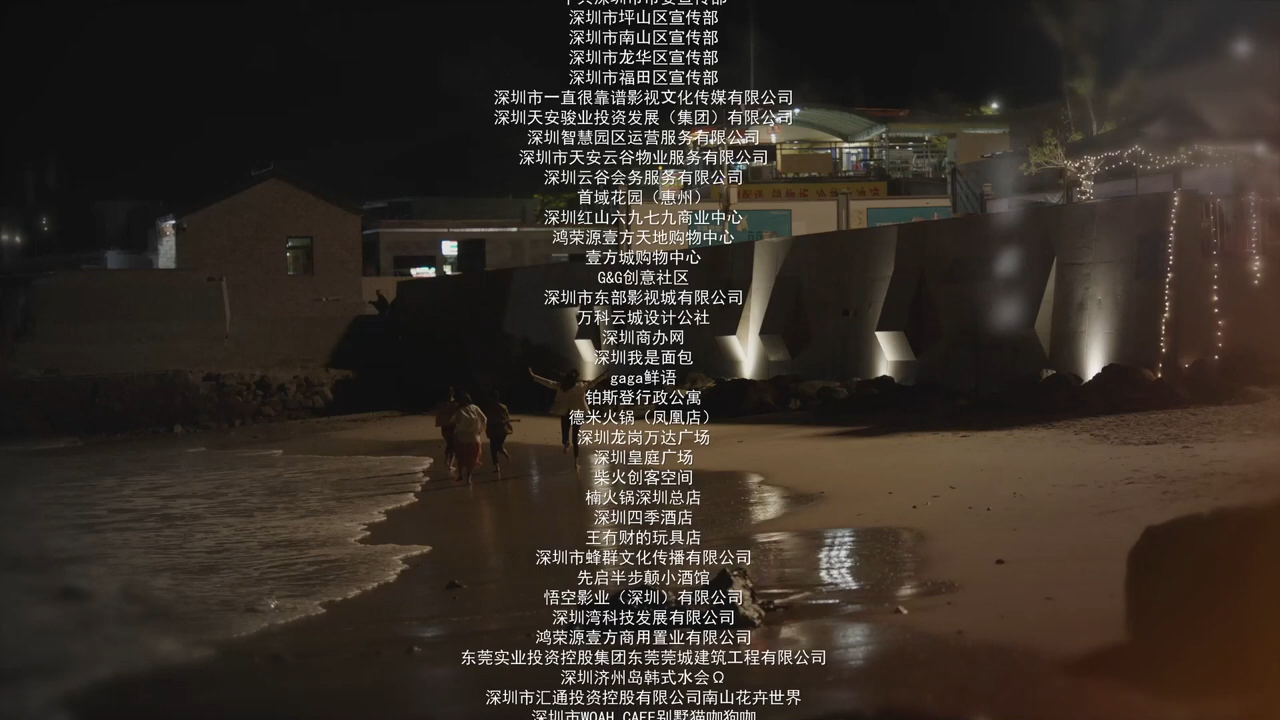 深圳市坪山区宣传部
深圳市南山区宣传部
深圳市龙华区宣传部
深圳市福田区宣传部
深圳市一直很靠谱影视文化传媒有限公司
深圳天安骏业投资发展（集团）有限公司
深圳智慧园区运营服务有限公司
深圳市天安云谷物业服务有限公司
深圳云谷会务服务有限公司
首域花园（惠州）
深圳红山六九七九商业中心
鸿荣源壹方天地购物中心
壹方城购物中心
G&G创意社区
深圳市东部影视城有限公司
万科云城设计公社
深圳商办网
深圳我是面包
gaga鲜语
铂斯登行政公寓
德米火锅（凤凰店）
深圳龙岗万达广场
深圳皇庭广场
柴火创客空间
楠火锅深圳总店
深圳四季酒店
王冇财的玩具店
深圳市蜂群文化传播有限公司
先启半步颠小酒馆
悟空影业（深圳）有限公司
深圳湾科技发展有限公司
鸿荣源壹方商用置业有限公司
东莞实业投资控股集团东莞莞城建筑工程有限公司
深圳济州岛韩式水会Ω
深圳市汇通投资控股有限公司南山花卉世界
深圳市WOAH CAFE别墅猫咖狗咖